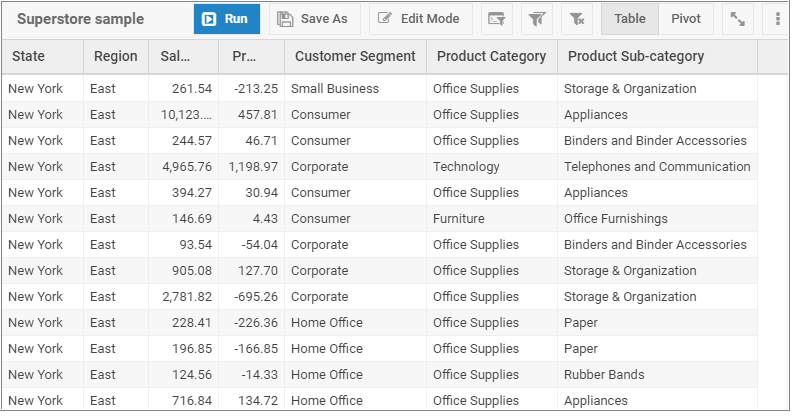 Superstore sample Run Save As Edit Mode Table Pivot
State Region Sal... Pr... Customer Segment Product Category Product Sub-category
New York East 261.54 -213.25 Small Business Office Supplies Storage & Organization
New York East 10,123.... 457.81 Consumer Office Supplies Appliances
New York East 244.57 46.71 Consumer Office Supplies Binders and Binder Accessories
New York East 4,965.76 1,198.97 Corporate Technology Telephones and Communication
New York East 394.27 30.94 Consumer Office Supplies Appliances
New York East 146.69 4.43 Consumer Furniture Office Furnishings
New York East 93.54 -54.04 Corporate Office Supplies Binders and Binder Accessories
New York East 905.08 127.70 Corporate Office Supplies Storage & Organization
New York East 2,781.82 -695.26 Corporate Office Supplies Storage & Organization
New York East 228.41 -226.36 Home Office Office Supplies Paper
New York East 196.85 -166.85 Home Office Office Supplies Paper
New York East 124.56 -14.33 Home Office Office Supplies Rubber Bands
New York East 716.84 134.72 Home Office Office Supplies Appliances